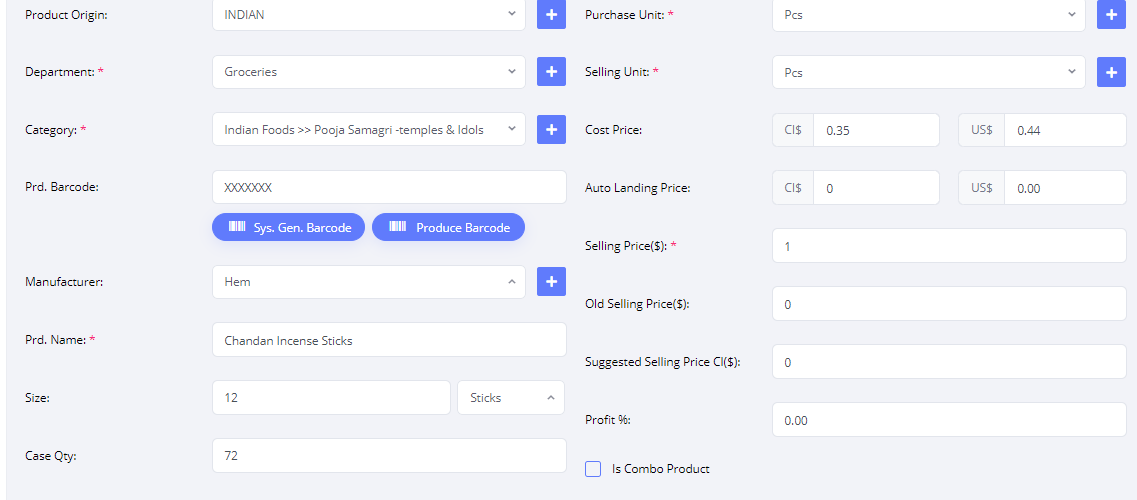 Product Origin: INDIAN +
Department: * Groceries +
Category: * Indian Foods >> Pooja Samagri -temples & Idols +
Prd. Barcode: XXXXXXX
Sys. Gen. Barcode Produce Barcode
Manufacturer: Hem +
Prd. Name: * Chandan Incense Sticks
Size: 12 Sticks
Case Qty: 72
Purchase Unit: * Pcs +
Selling Unit: * Pcs +
Cost Price: CI$ 0.35 US$ 0.44
Auto Landing Price: CI$ 0 US$ 0.00
Selling Price($): * 1
Old Selling Price($): 0
Suggested Selling Price CI($): 0
Profit %: 0.00
Is Combo Product